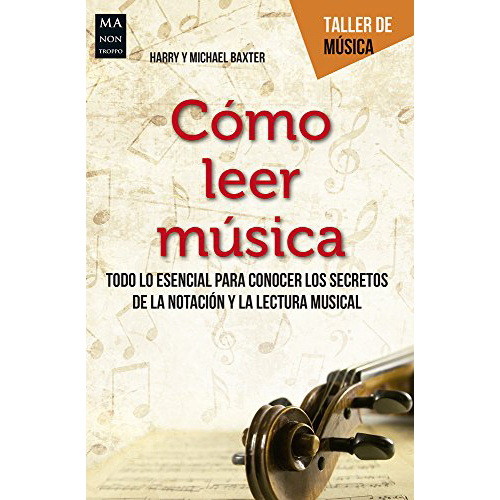 MA
NON
TROPPO
HARRY Y MICHAEL BAXTER
TALLER DE
MÚSICA
Cómo
leer
música
TODO LO ESENCIAL PARA CONOCER LOS SECRETOS
DE LA NOTACIÓN Y LA LECTURA MUSICAL